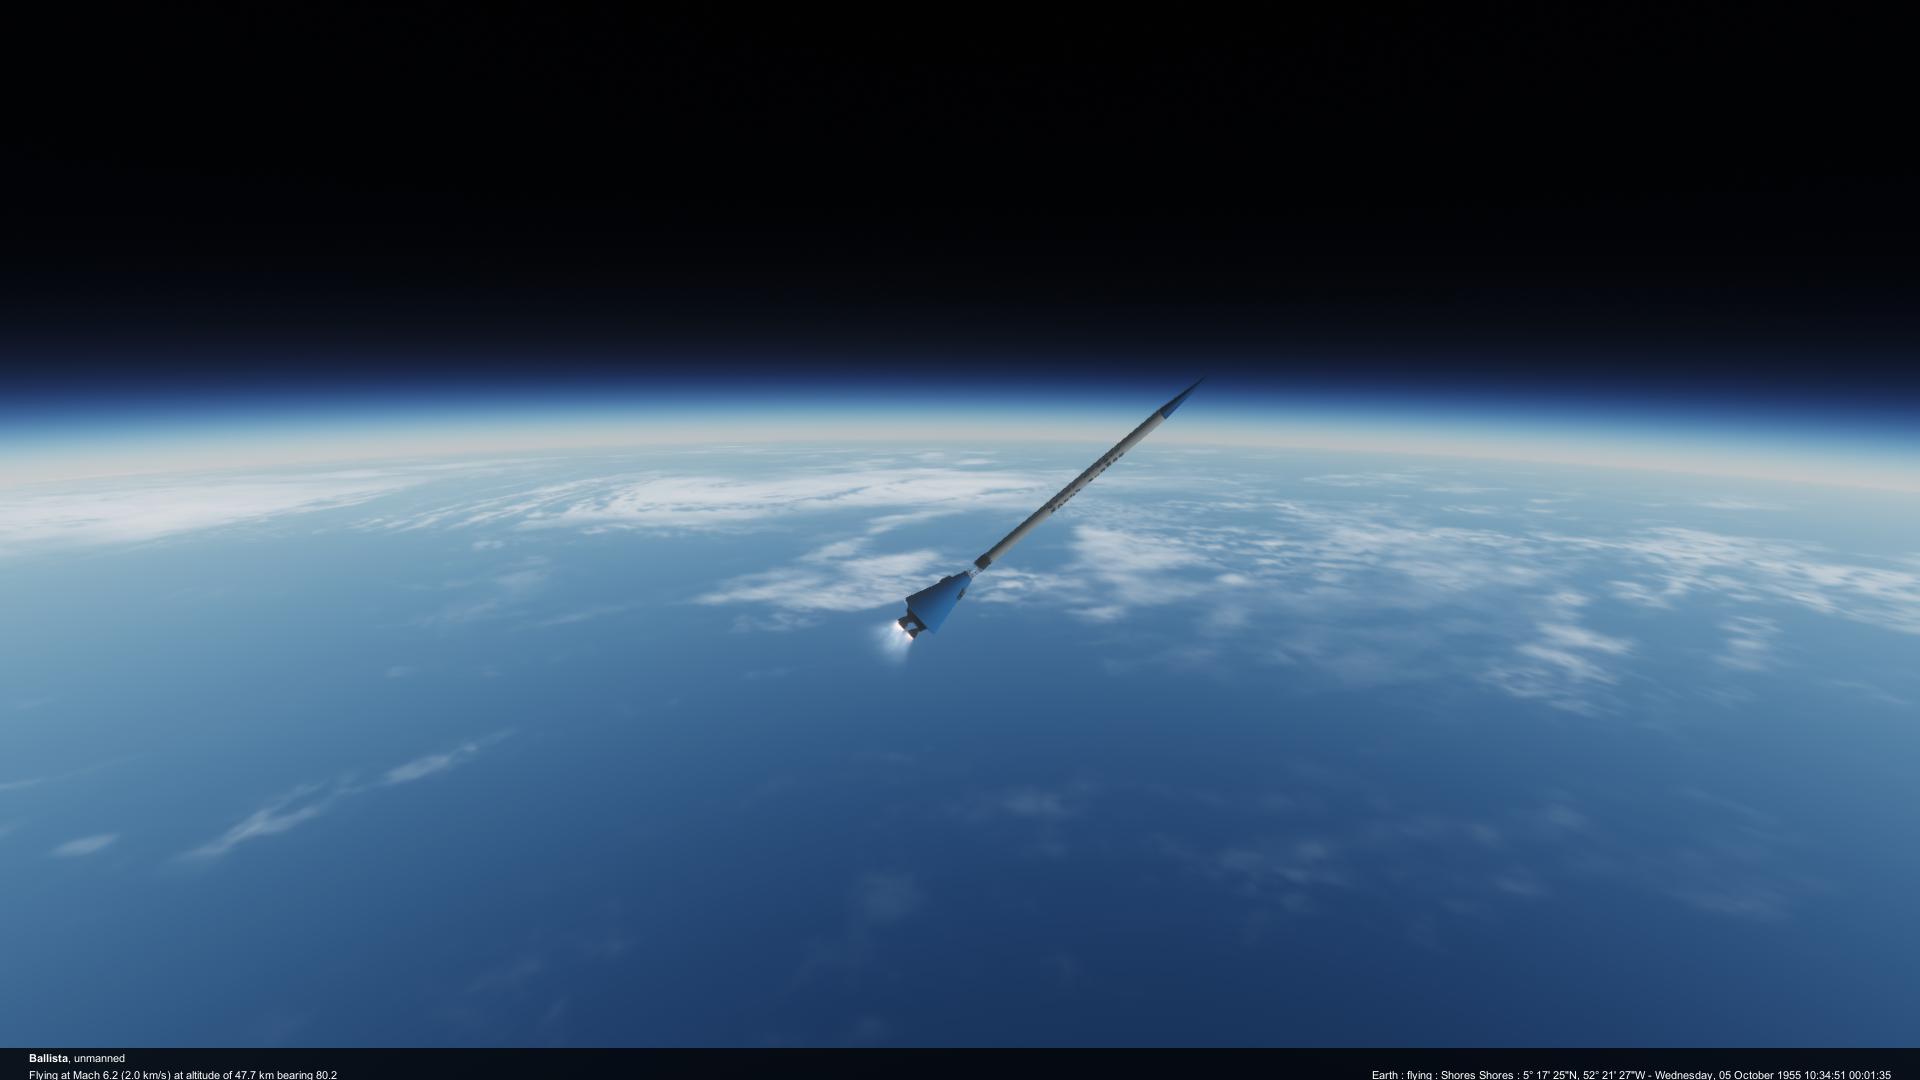 Ballista, unmanned
Flying at Mach 6.2 (2.0 km/s) at altitude of 47.7 km bearing 80.2
Earth : flying : Shores Shores : 5° 17' 25"N, 52° 21' 27"W - Wednesday, 05 October 1955 10:34:51 00:01:35